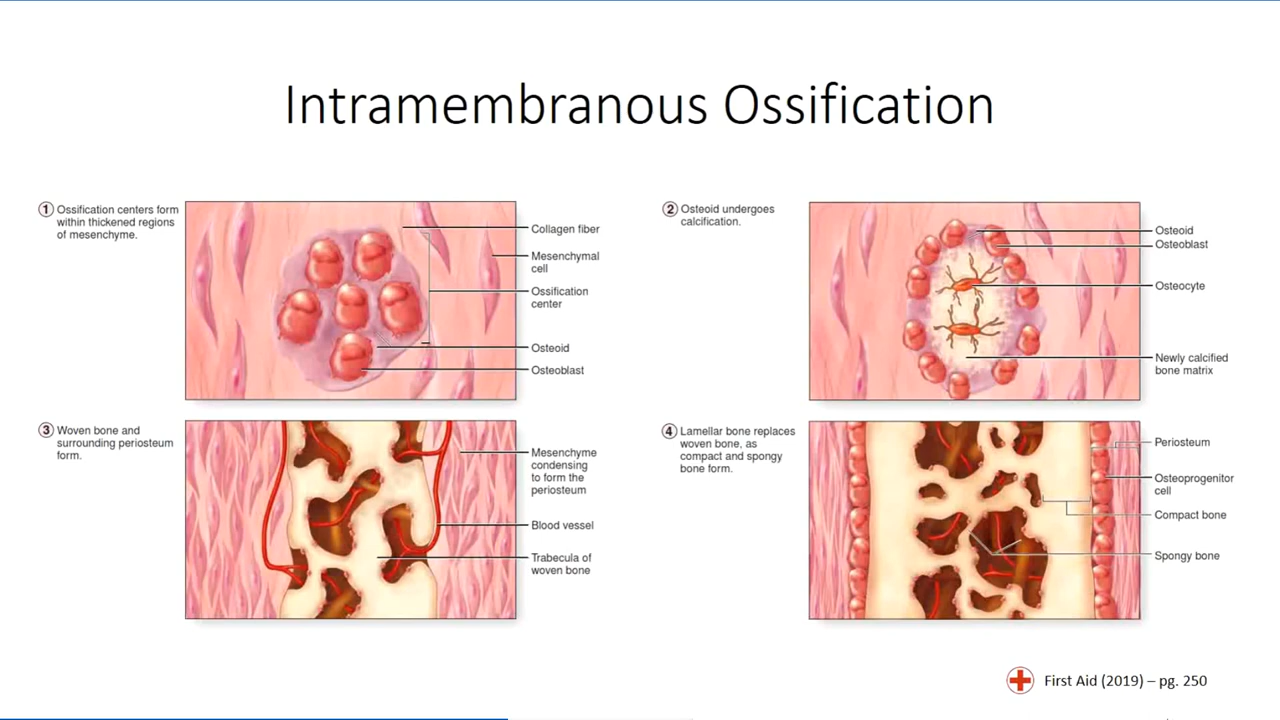 Intramembranous Ossification
1 Ossification centers form
within thickened regions
of mesenchyme.
Collagen fiber
Mesenchymal
cell
Ossification
center
Osteoid
Osteoblast
2 Osteoid undergoes
calcification.
Osteoid
Osteoblast
Osteocyte
Newly calcified
bone matrix
3 Woven bone and
surrounding periosteum
form.
Mesenchyme
condensing
to form the
periosteum
Blood vessel
Trabecula of
woven bone
4 Lamellar bone replaces
woven bone, as
compact and spongy
bone form.
Periosteum
Osteoprogenitor
cell
Compact bone
Spongy bone
First Aid (2019) – pg. 250